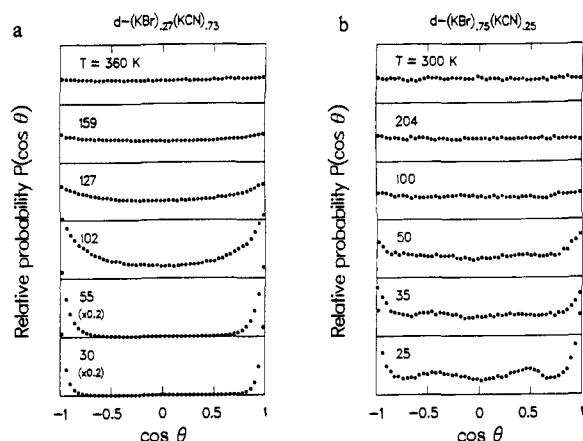 a
d-(KBr).27(KCN).73
Relative probability P(cos θ)
T = 360 K
159
127
102
55
(x0.2)
30
(x0.2)
-1 -0.5 0 0.5 1
cos θ
b
d-(KBr).75(KCN).25
Relative probability P(cos θ)
T = 300 K
204
100
50
35
25
-1 -0.5 0 0.5 1
cos θ